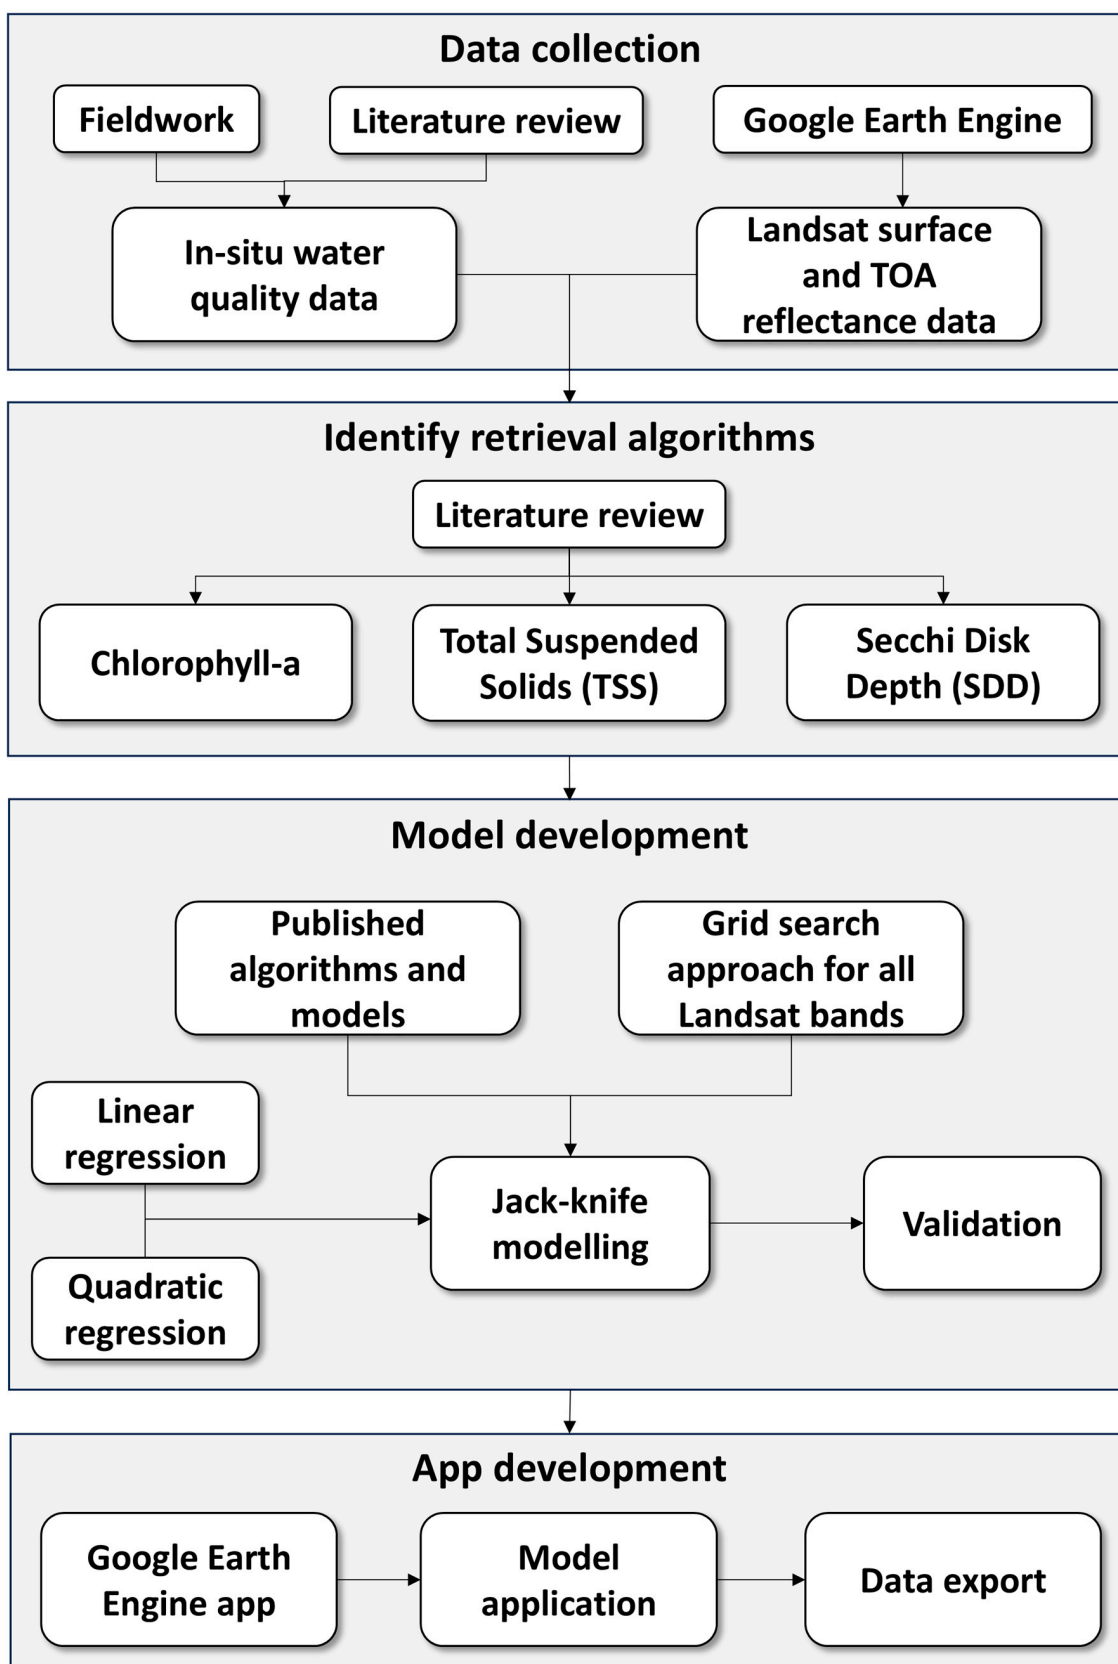 Data collection
Fieldwork
Literature review
Google Earth Engine
In-situ water
quality data
Landsat surface
and TOA
reflectance data
Identify retrieval algorithms
Literature review
Chlorophyll-a
Total Suspended
Solids (TSS)
Secchi Disk
Depth (SDD)
Model development
Published
algorithms and
models
Grid search
approach for all
Landsat bands
Linear
regression
Quadratic
regression
Jack-knife
modelling
Validation
App development
Google Earth
Engine app
Model
application
Data export